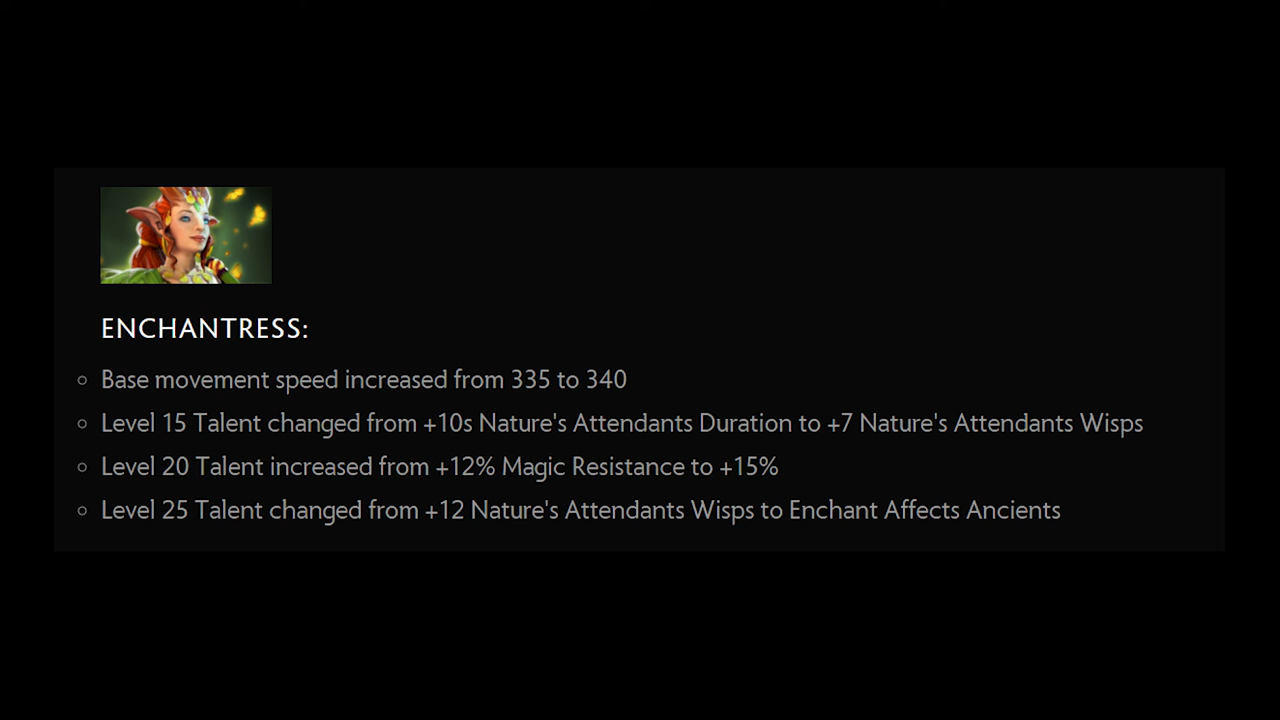 ENCHANTRESS:
Base movement speed increased from 335 to 340
Level 15 Talent changed from +10s Nature's Attendants Duration to +7 Nature's Attendants Wisps
Level 20 Talent increased from +12% Magic Resistance to +15%
Level 25 Talent changed from +12 Nature's Attendants Wisps to Enchant Affects Ancients